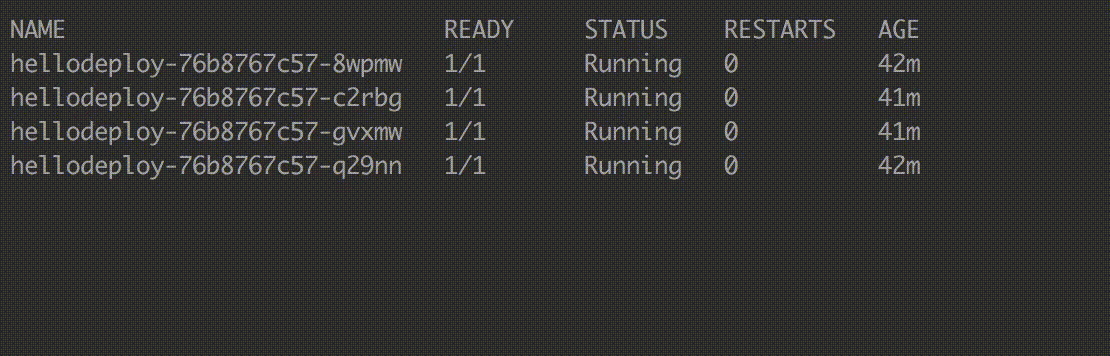 NAME READY STATUS RESTARTS AGE
hellodeploy-76b8767c57-8wpmw 1/1 Running 0 42m
hellodeploy-76b8767c57-c2rbg 1/1 Running 0 41m
hellodeploy-76b8767c57-gvxmw 1/1 Running 0 41m
hellodeploy-76b8767c57-q29nn 1/1 Running 0 42m